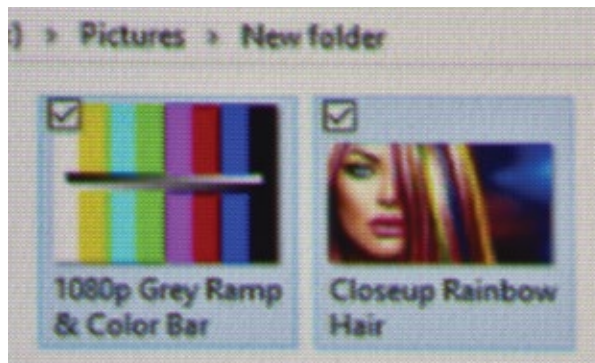 > Pictures > New folder
1080p Grey Ramp
& Color Bar
Closeup Rainbow
Hair